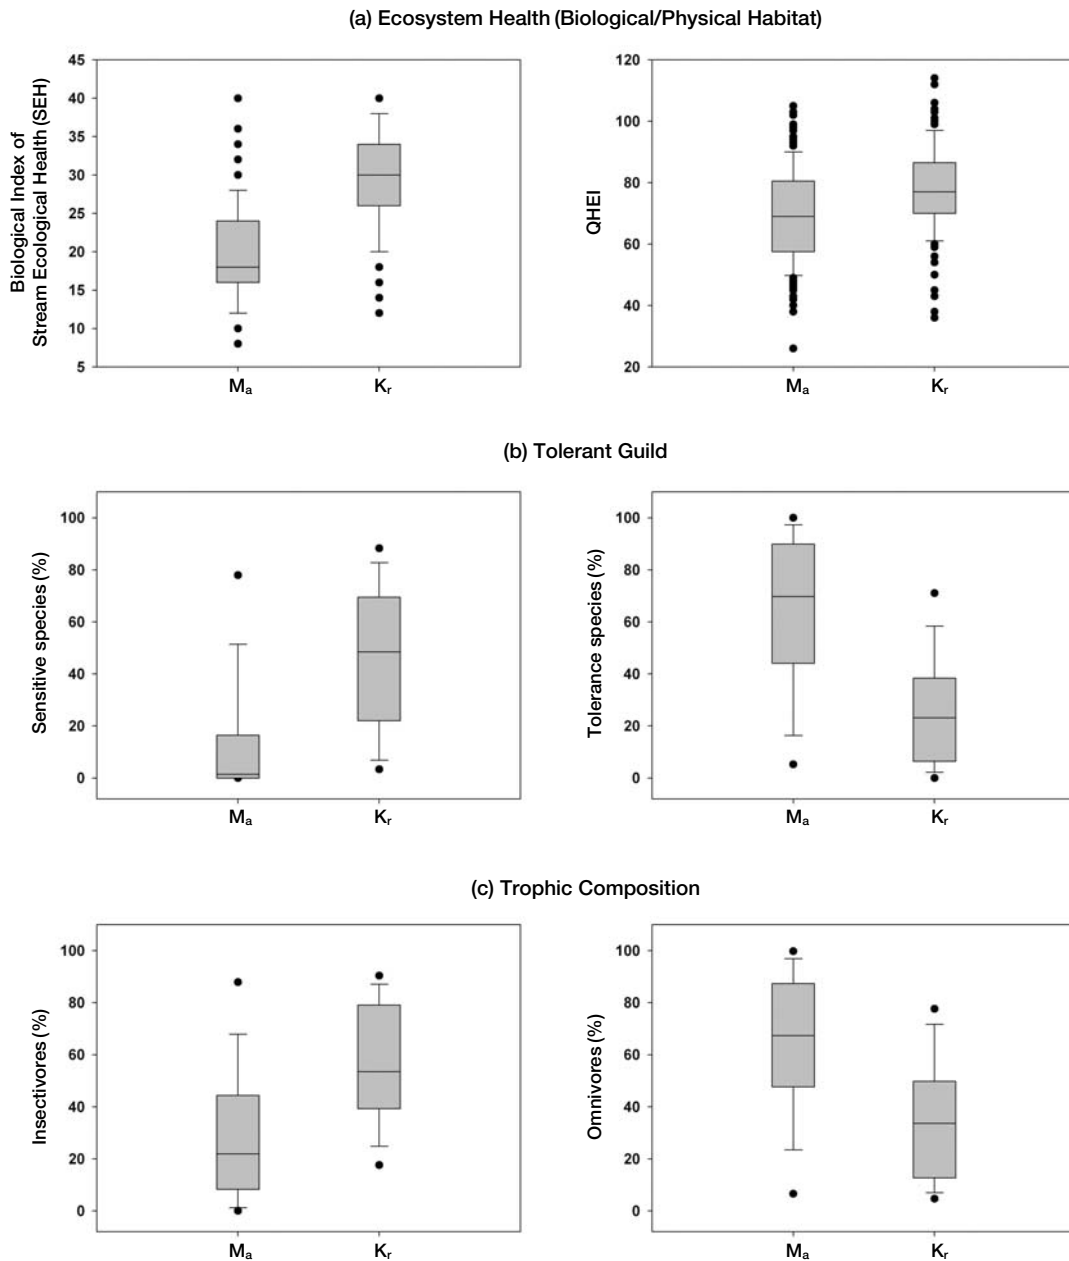 (a) Ecosystem Health (Biological/Physical Habitat)
Biological Index of
Stream Ecological Health (SEH)
45
40
35
30
25
20
15
10
5
Ma
Kr
QHEI
120
100
80
60
40
20
Ma
Kr
(b) Tolerant Guild
Sensitive species (%)
100
80
60
40
20
0
Ma
Kr
Tolerance species (%)
100
80
60
40
20
0
Ma
Kr
(c) Trophic Composition
Insectivores (%)
100
80
60
40
20
0
Ma
Kr
Omnivores (%)
100
80
60
40
20
0
Ma
Kr